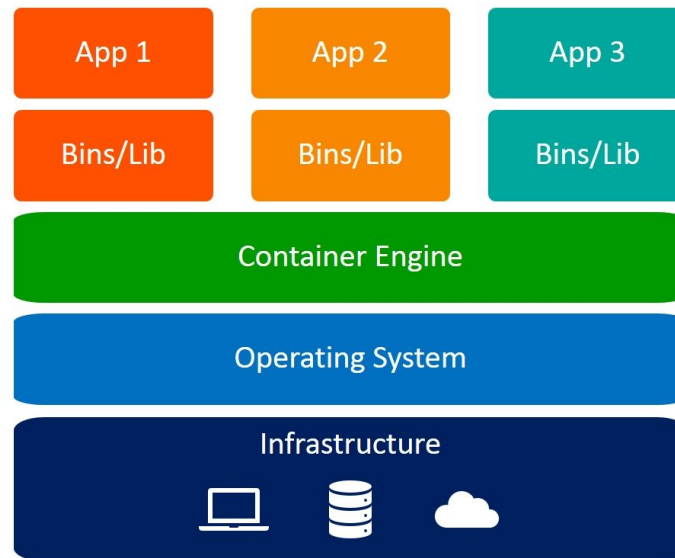 App 1
App 2
App 3
Bins/Lib
Bins/Lib
Bins/Lib
Container Engine
Operating System
Infrastructure